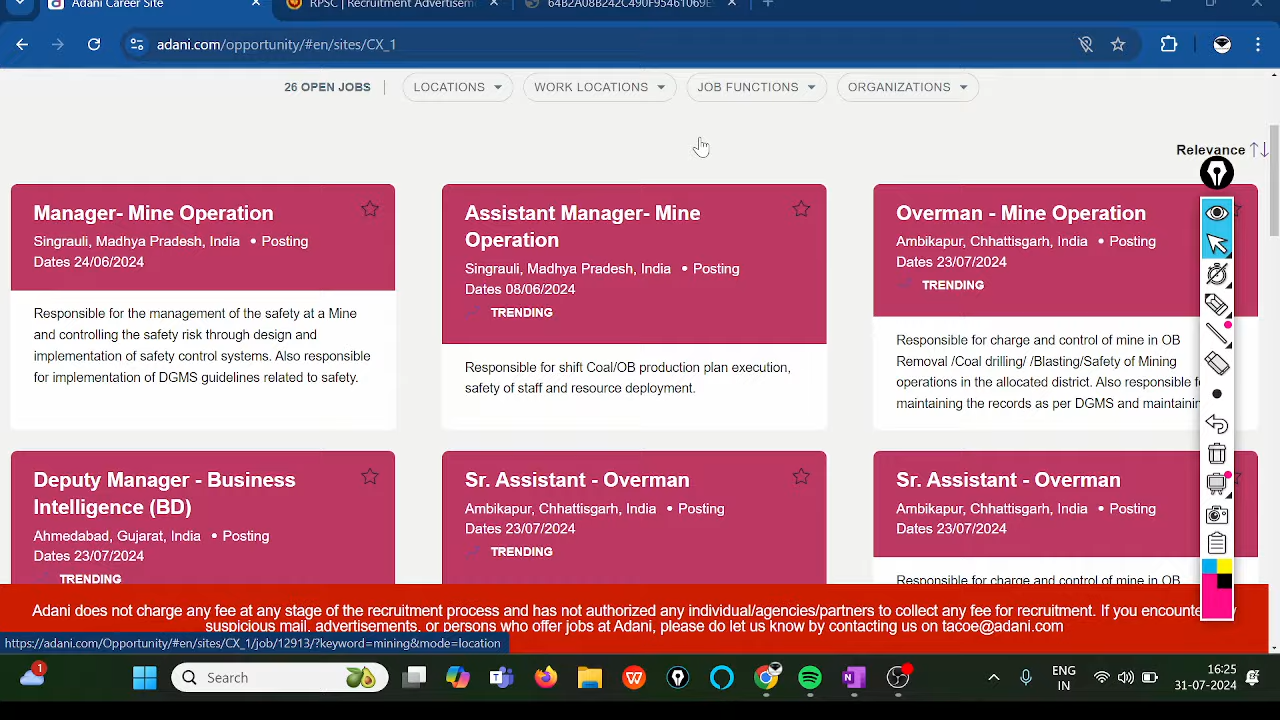 Adani Career Site
RPSC | Recruitment Advertisem
64B2A08B242C490F95461069E
adani.com/opportunity/#en/sites/CX_1
26 OPEN JOBS
LOCATIONS
WORK LOCATIONS
JOB FUNCTIONS
ORGANIZATIONS
Relevance
Manager- Mine Operation
Singrauli, Madhya Pradesh, India • Posting
Dates 24/06/2024
Responsible for the management of the safety at a Mine
and controlling the safety risk through design and
implementation of safety control systems. Also responsible
for implementation of DGMS guidelines related to safety.
Assistant Manager- Mine
Operation
Singrauli, Madhya Pradesh, India • Posting
Dates 08/06/2024
TRENDING
Responsible for shift Coal/OB production plan execution,
safety of staff and resource deployment.
Overman - Mine Operation
Ambikapur, Chhattisgarh, India • Posting
Dates 23/07/2024
TRENDING
Responsible for charge and control of mine in OB
Removal /Coal drilling/ /Blasting/Safety of Mining
operations in the allocated district. Also responsible
maintaining the records as per DGMS and
Deputy Manager - Business
Intelligence (BD)
Ahmedabad, Gujarat, India • Posting
Dates 23/07/2024
TRENDING
Sr. Assistant - Overman
Ambikapur, Chhattisgarh, India • Posting
Dates 23/07/2024
TRENDING
Sr. Assistant - Overman
Ambikapur, Chhattisgarh, India • Posting
Dates 23/07/2024
Responsible for charge and control of mine in OB
Adani does not charge any fee at any stage of the recruitment process and has not authorized any individual/agencies/partners to collect any fee for recruitment. If you
suspicious mail, advertisements, or persons who offer jobs at Adani, please do let us know by contacting us on tacoe@adani.com
https://adani.com/Opportunity/#en/sites/CX_1/job/12913/?keyword=mining&mode=location
1
Search
ENG
IN
16:25
31-07-2024